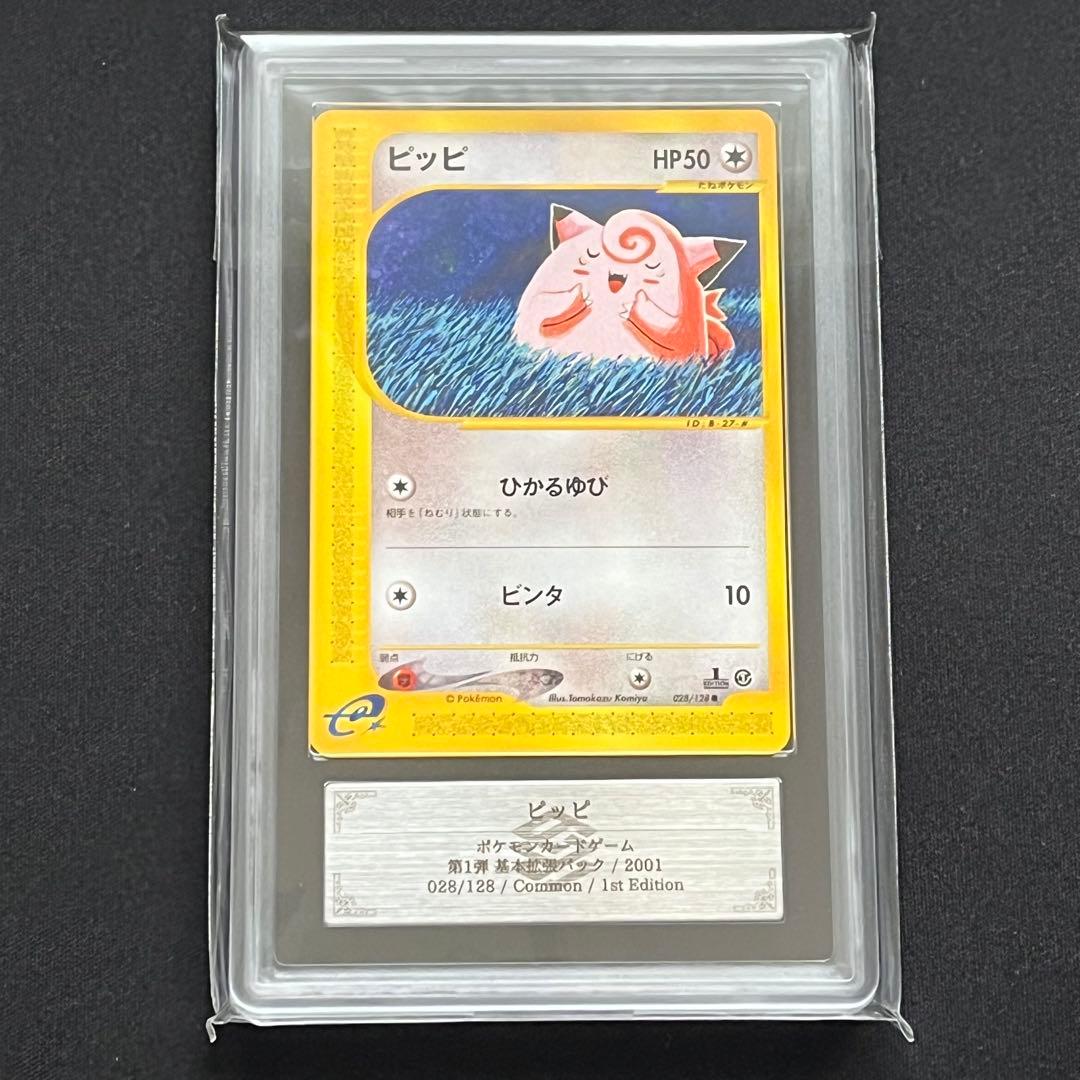 ピッピ HP50
たねポケモン
ID:B-27-#
ひかるゆび
相手を「ねむり」状態にする。
ビンタ 10
弱点 抵抗力 にげる
1 EDITION
© Pokémon Illus.Tomokazu Komiya 028/128 ●
e
ピッピ
ポケモンカードゲーム
第1弾 基本拡張パック / 2001
028/128 / Common / 1st Edition